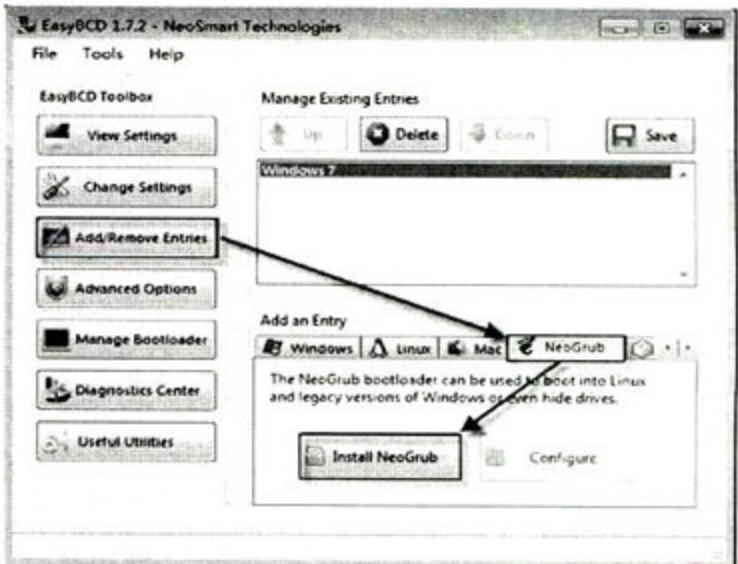 EasyBCD 1.7.2 - NeoSmart Technologies
File Tools Help
EasyBCD Toolbox
View Settings
Change Settings
Add/Remove Entries
Advanced Options
Manage Bootloader
Diagnostics Center
Useful Utilities
Manage Existing Entries
Up Delete Down Save
Windows 7
Add an Entry
Windows Linux Mac NeoGrub
The NeoGrub bootloader can be used to boot into Linux
and legacy versions of Windows or even hide drives.
Install NeoGrub Configure